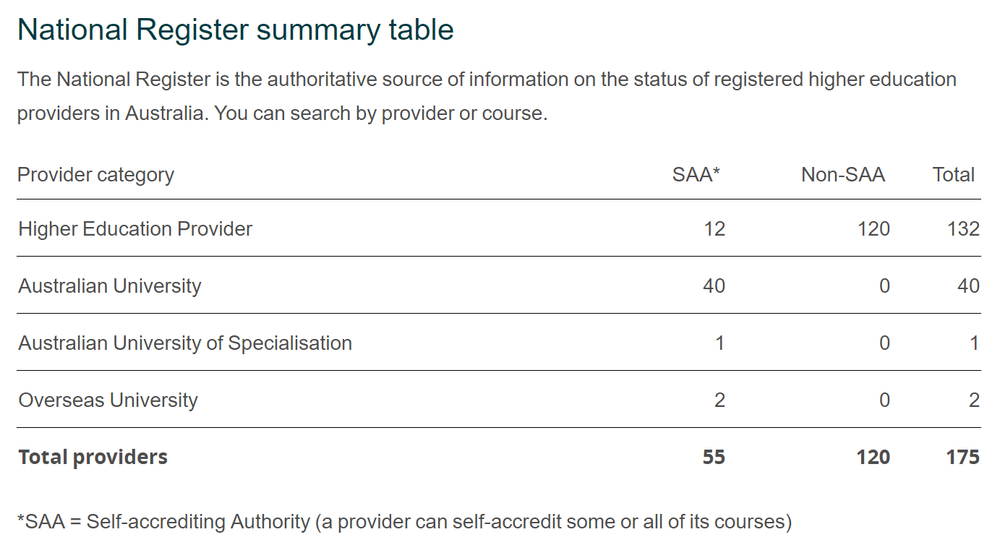 National Register summary table
The National Register is the authoritative source of information on the status of registered higher education
providers in Australia. You can search by provider or course.
Provider category SAA* Non-SAA Total
Higher Education Provider 12 120 132
Australian University 40 0 40
Australian University of Specialisation 1 0 1
Overseas University 2 0 2
Total providers 55 120 175
*SAA = Self-accrediting Authority (a provider can self-accredit some or all of its courses)